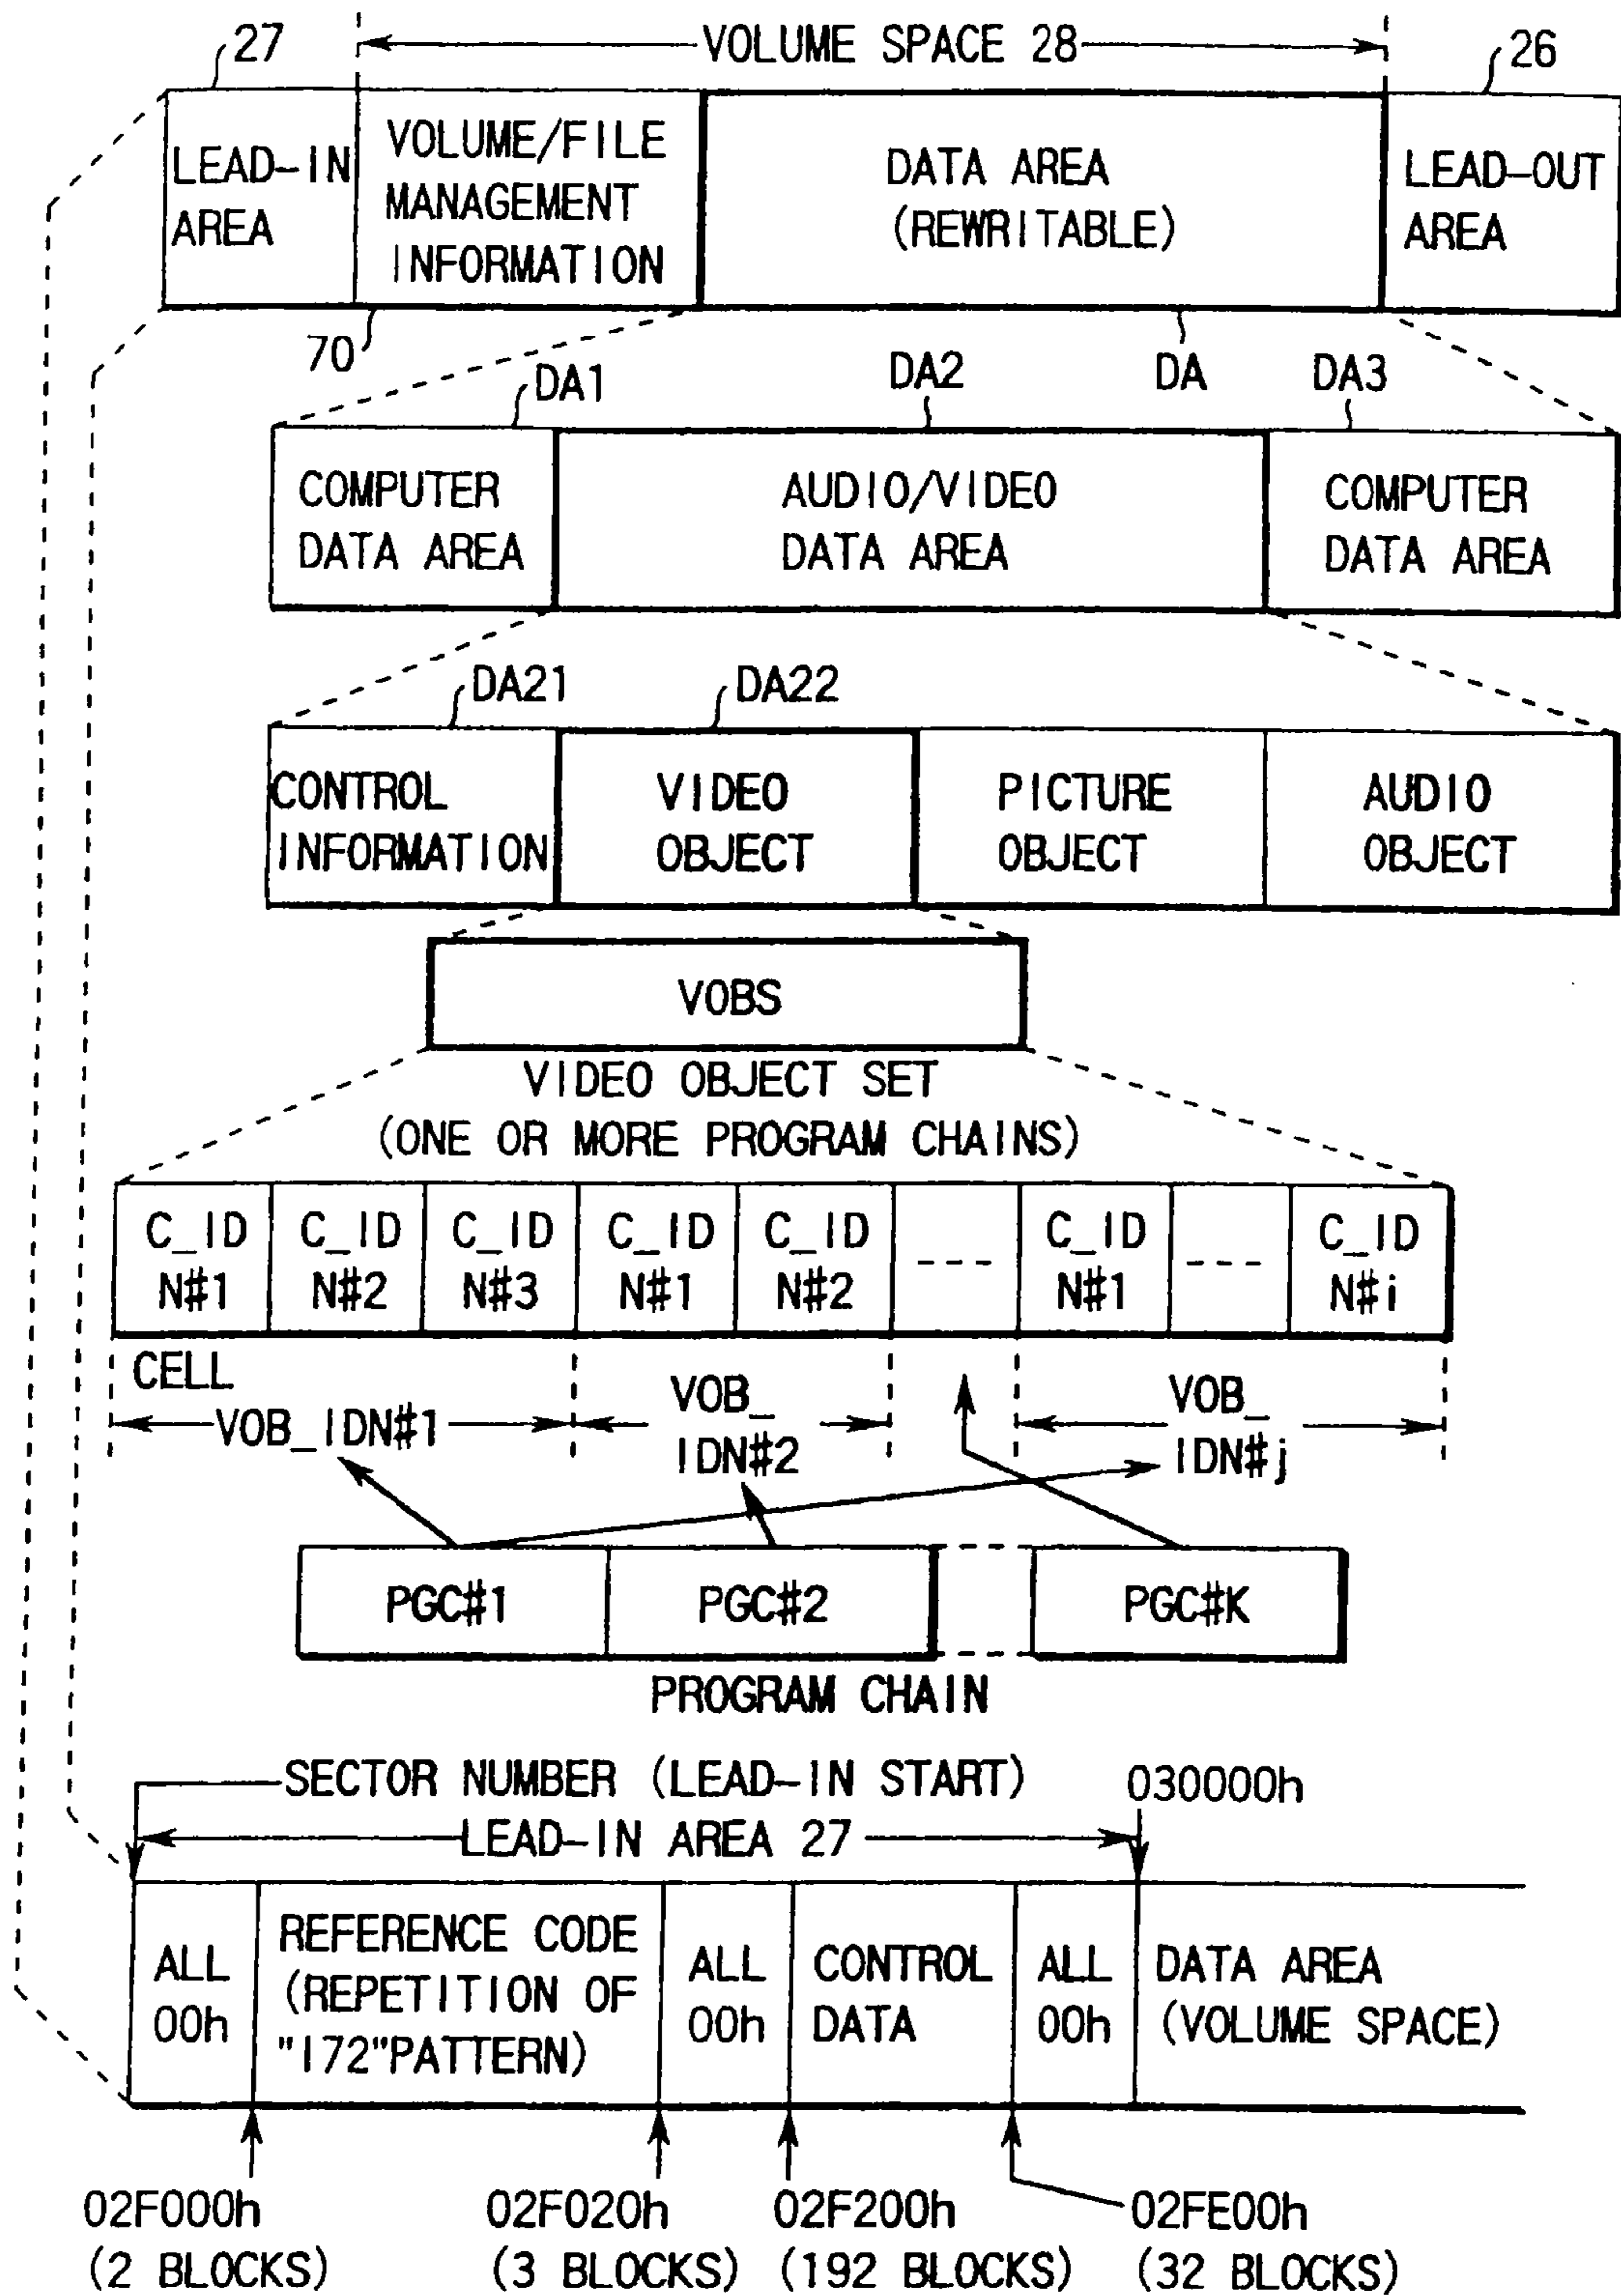 27
VOLUME SPACE 28
26
LEAD-IN
AREA
VOLUME/FILE
MANAGEMENT
INFORMATION
DATA AREA
(REWRITABLE)
LEAD-OUT
AREA
70
DA1
DA2
DA
DA3
COMPUTER
DATA AREA
AUDIO/VIDEO
DATA AREA
COMPUTER
DATA AREA
DA21
DA22
CONTROL
INFORMATION
VIDEO
OBJECT
PICTURE
OBJECT
AUDIO
OBJECT
VOBS
VIDEO OBJECT SET
(ONE OR MORE PROGRAM CHAINS)
C_ID
N#1
C_ID
N#2
C_ID
N#3
C_ID
N#1
C_ID
N#2
----
C_ID
N#1
----
C_ID
N#i
CELL
VOB_IDN#1
VOB_
IDN#2
VOB_
IDN#j
PGC#1
PGC#2
PGC#K
PROGRAM CHAIN
SECTOR NUMBER (LEAD-IN START)
030000h
LEAD-IN AREA 27
ALL
00h
REFERENCE CODE
(REPETITION OF
"172"PATTERN)
ALL
00h
CONTROL
DATA
ALL
00h
DATA AREA
(VOLUME SPACE)
02F000h
(2 BLOCKS)
02F020h
(3 BLOCKS)
02F200h
(192 BLOCKS)
02FE00h
(32 BLOCKS)